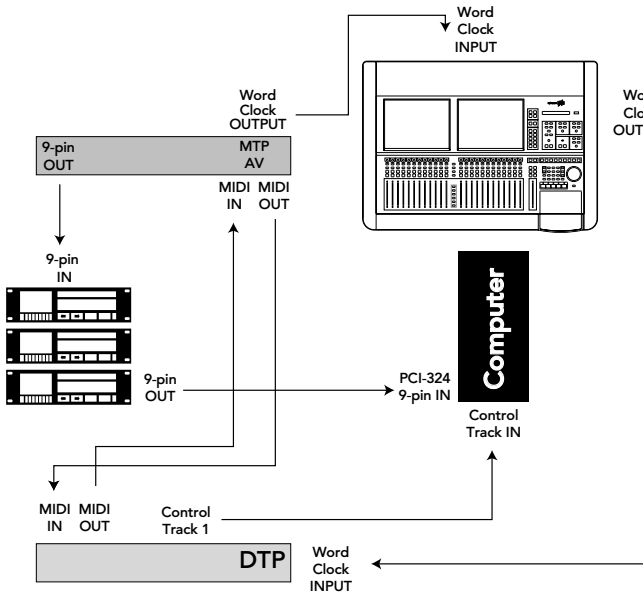 Word
Clock
INPUT
Word
Clock
OUTPUT
9-pin
OUT
MTP
AV
MIDI
IN
MIDI
OUT
9-pin
IN
9-pin
OUT
PCI-324
9-pin IN
Computer
Control
Track IN
MIDI
IN
MIDI
OUT
Control
Track 1
DTP
Word
Clock
INPUT